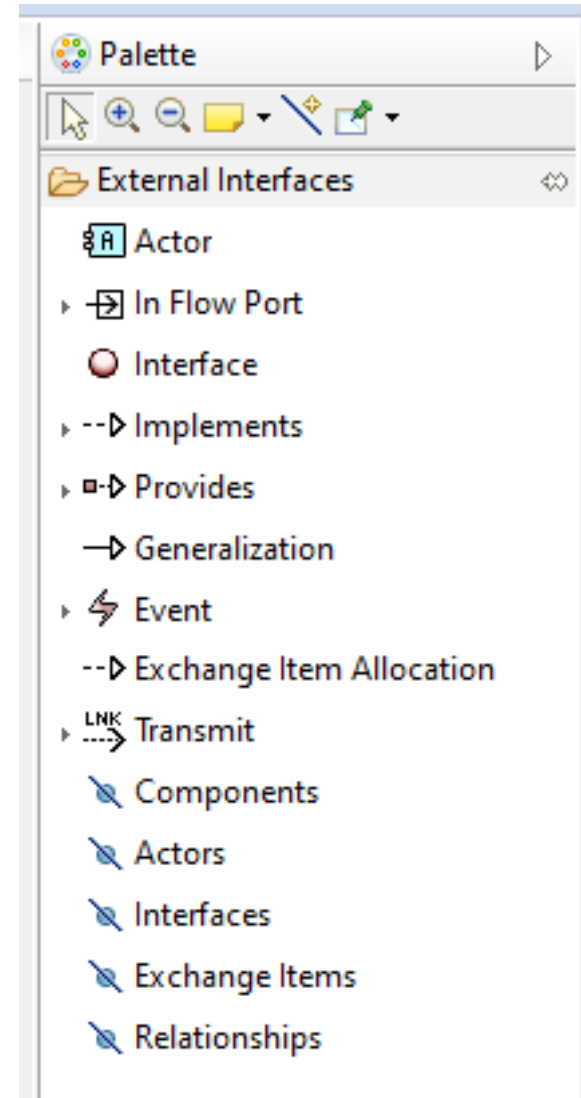 Palette
External Interfaces
A Actor
In Flow Port
Interface
Implements
Provides
Generalization
Event
Exchange Item Allocation
LNK Transmit
Components
Actors
Interfaces
Exchange Items
Relationships